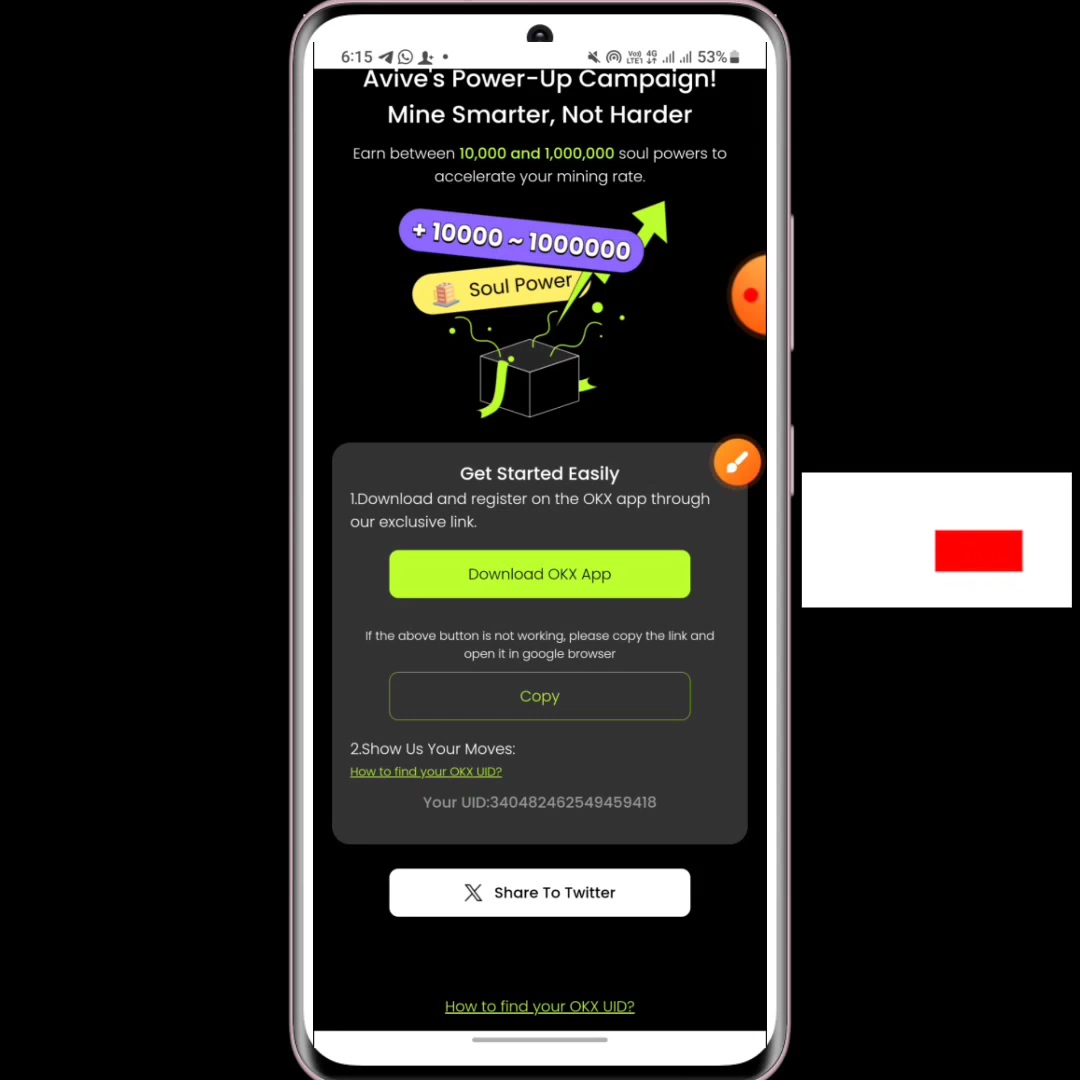 6:15
Vo)) 4G
LTE1 53%
Avive's Power-Up Campaign!
Mine Smarter, Not Harder
Earn between 10,000 and 1,000,000 soul powers to
accelerate your mining rate.
+ 10000 ~ 1000000
Soul Power
Get Started Easily
1.Download and register on the OKX app through
our exclusive link.
Download OKX App
If the above button is not working, please copy the link and
open it in google browser
Copy
2.Show Us Your Moves:
How to find your OKX UID?
Your UID:340482462549459418
X Share To Twitter
How to find your OKX UID?